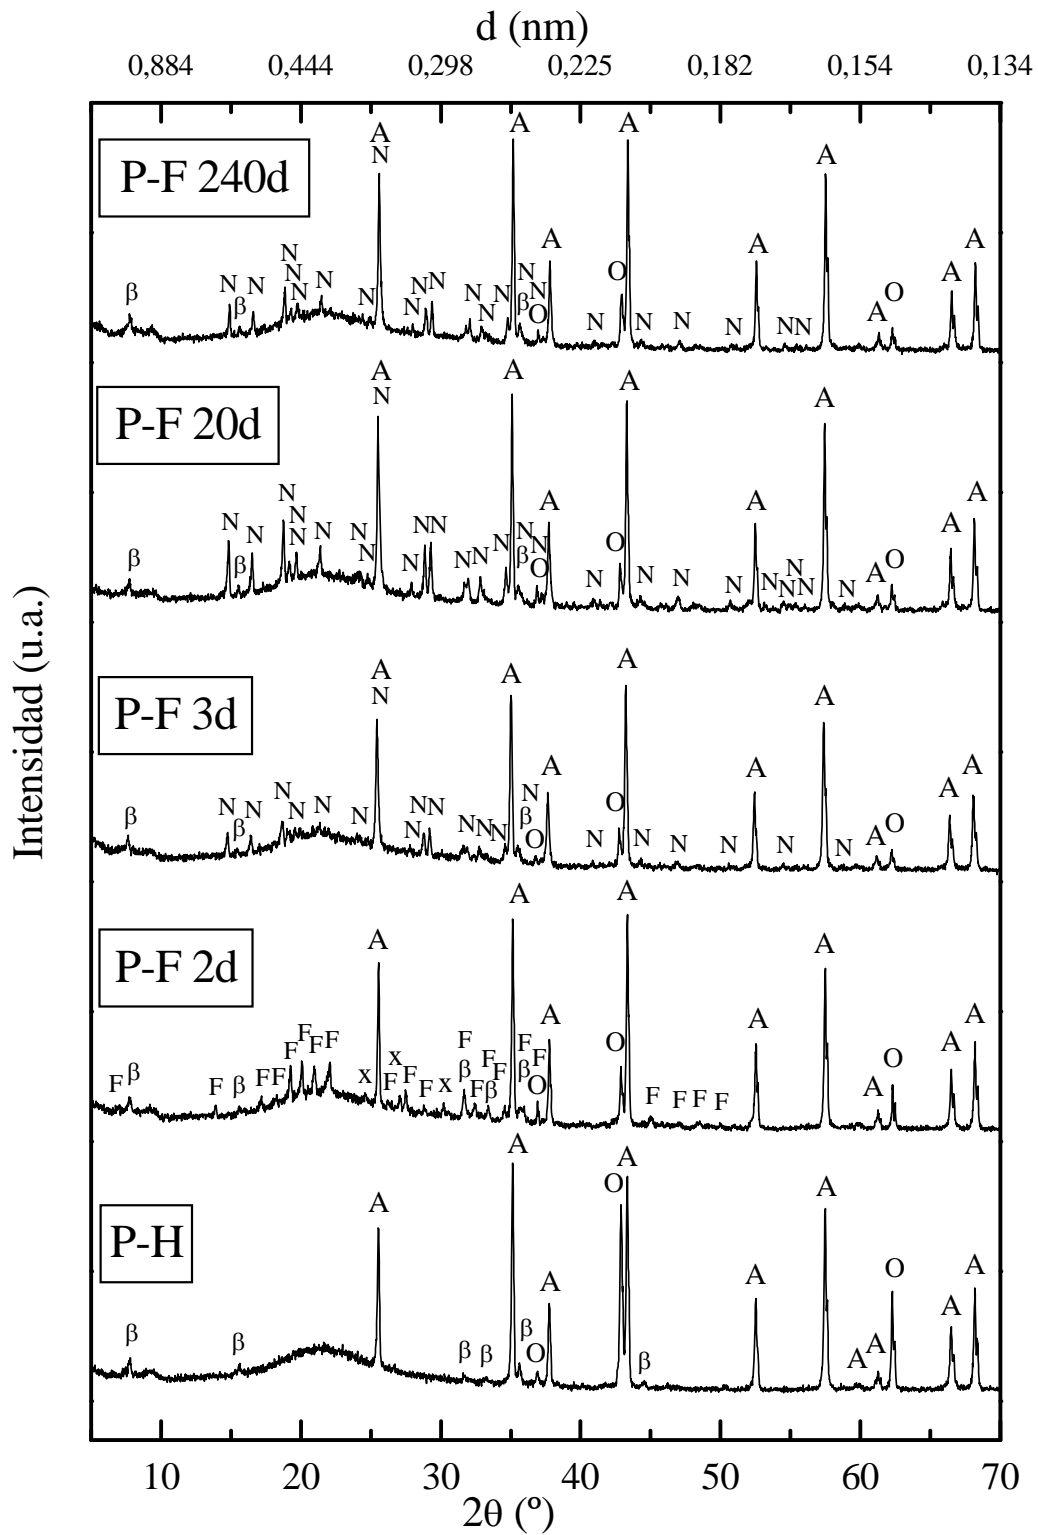 d (nm)
0,884 0,444 0,298 0,225 0,182 0,154 0,134
P-F 240d
β N β N N N N N A N N N N N N N N A N β N O A N O A N N N A N N N A A O A A
P-F 20d
β N β N N N N N N N A N N N N N N N A N β N O A N O A N N N A N N N N N A A O A A
P-F 3d
β N β N N N N N A N N N N N N N A N β O A N O A N N N A N A N A O A A
P-F 2d
F β F β F F F F F F x A F x F F x F β F F β F A F β F O A O A F F F F A A A O A A
P-H
β β A β β A β O A O A β A A A A O A A
Intensidad (u.a.)
10 20 30 40 50 60 70
2θ (º)